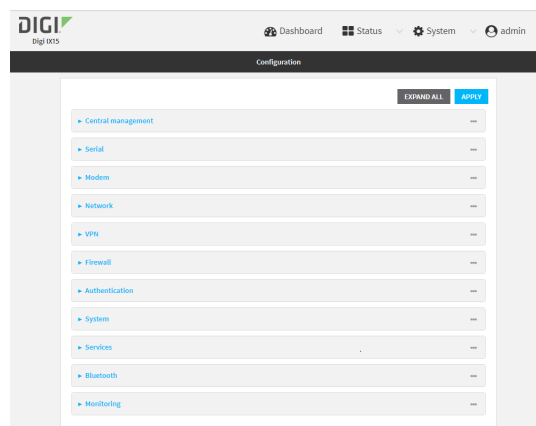 DIGI
Digi IX15
Dashboard Status System admin
Configuration
EXPAND ALL APPLY
Central management
Serial
Modem
Network
VPN
Firewall
Authentication
System
Services
Bluetooth
Monitoring